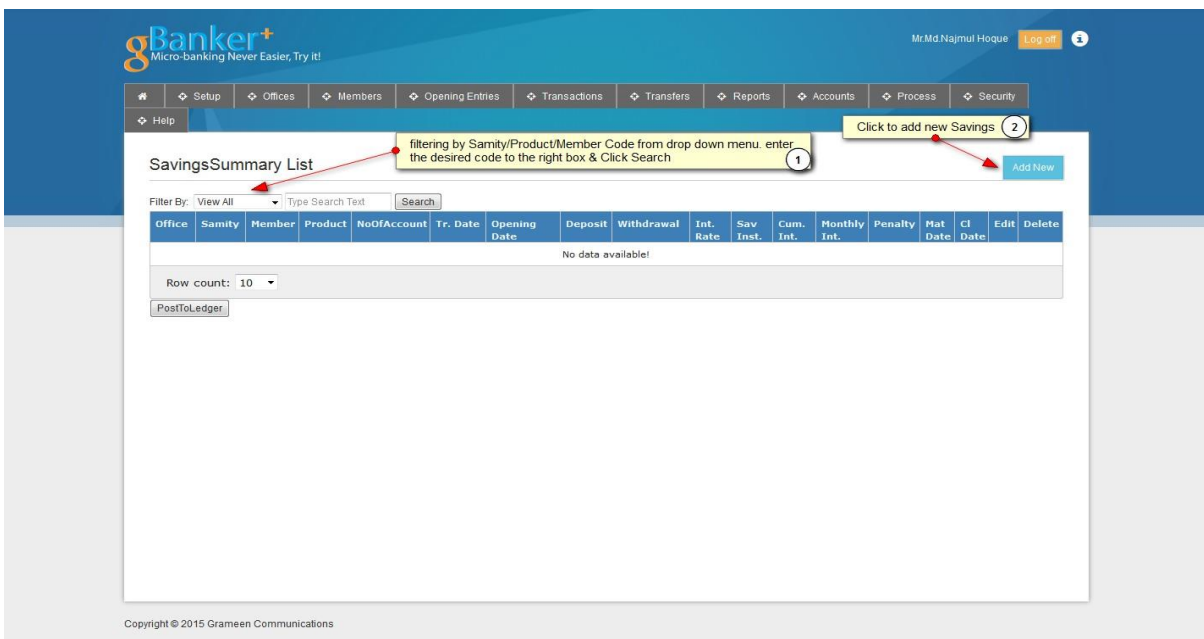 gBanker+
Micro-banking Never Easier, Try it!
Mr.Md.Najmul Hoque Log off
Setup Offices Members Opening Entries Transactions Transfers Reports Accounts Process Security
Help
filtering by Samity/Product/Member Code from drop down menu. enter
the desired code to the right box & Click Search
1
Click to add new Savings 2
SavingsSummary List
Add New
Filter By: View All Type Search Text Search
Office Samity Member Product NoOfAccount Tr. Date Opening Date Deposit Withdrawal Int. Rate Sav Inst. Cum. Int. Monthly Int. Penalty Mat Date Cl Date Edit Delete
No data available!
Row count: 10
PostToLedger
Copyright © 2015 Grameen Communications